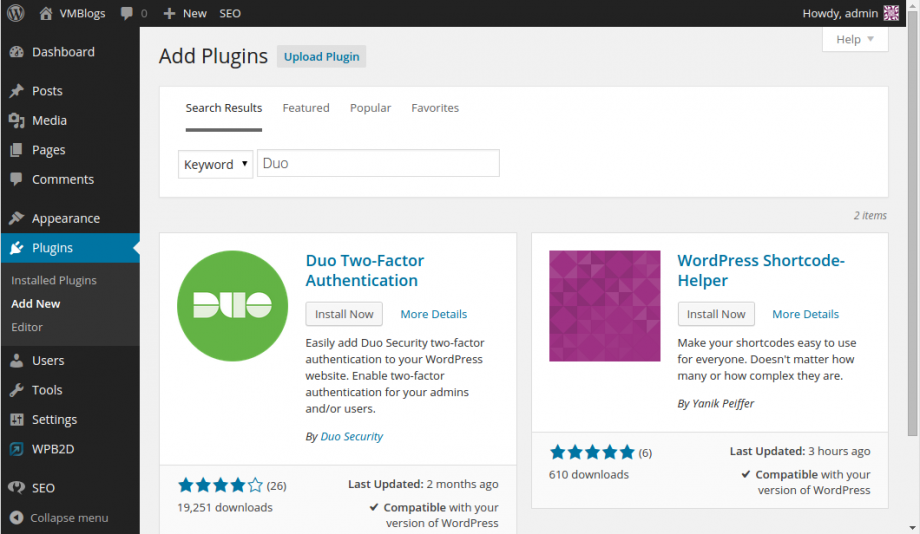 VMBlogs 0 New SEO Howdy, admin
Help
Dashboard
Posts
Media
Pages
Comments
Appearance
Plugins
Installed Plugins
Add New
Editor
Users
Tools
Settings
WPB2D
SEO
Collapse menu
Add Plugins Upload Plugin
Search Results Featured Popular Favorites
Keyword Duo
2 items
DUO
Duo Two-Factor
Authentication
Install Now More Details
Easily add Duo Security two-factor
authentication to your WordPress
website. Enable two-factor
authentication for your admins
and/or users.
By Duo Security
(26)
19,251 downloads
Last Updated: 2 months ago
Compatible with your
version of WordPress
WordPress Shortcode-
Helper
Install Now More Details
Make your shortcodes easy to use
for everyone. Doesn't matter how
many or how complex they are.
By Yanik Peiffer
(6)
610 downloads
Last Updated: 3 hours ago
Compatible with your
version of WordPress